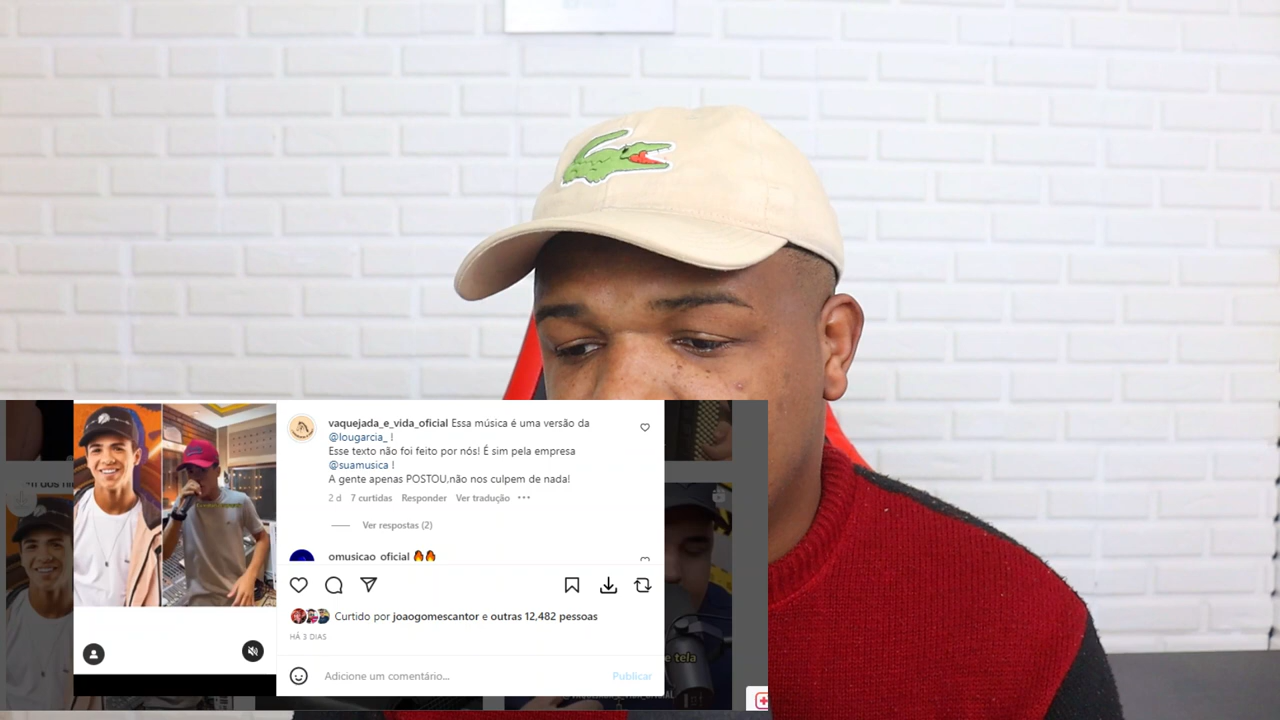 vaquejada_e_vida_oficial Essa música é uma versão da
@lougarcia_ !
Esse texto não foi feito por nós! É sim pela empresa
@suamusica !
A gente apenas POSTOU,não nos culpem de nada!
2 d 7 curtidas Responder Ver tradução •••
Ver respostas (2)
omusicao_oficial 🔥🔥
Curtido por joaogomescantor e outras 12,482 pessoas
HÁ 3 DIAS
Adicione um comentário...
Publicar
e tela